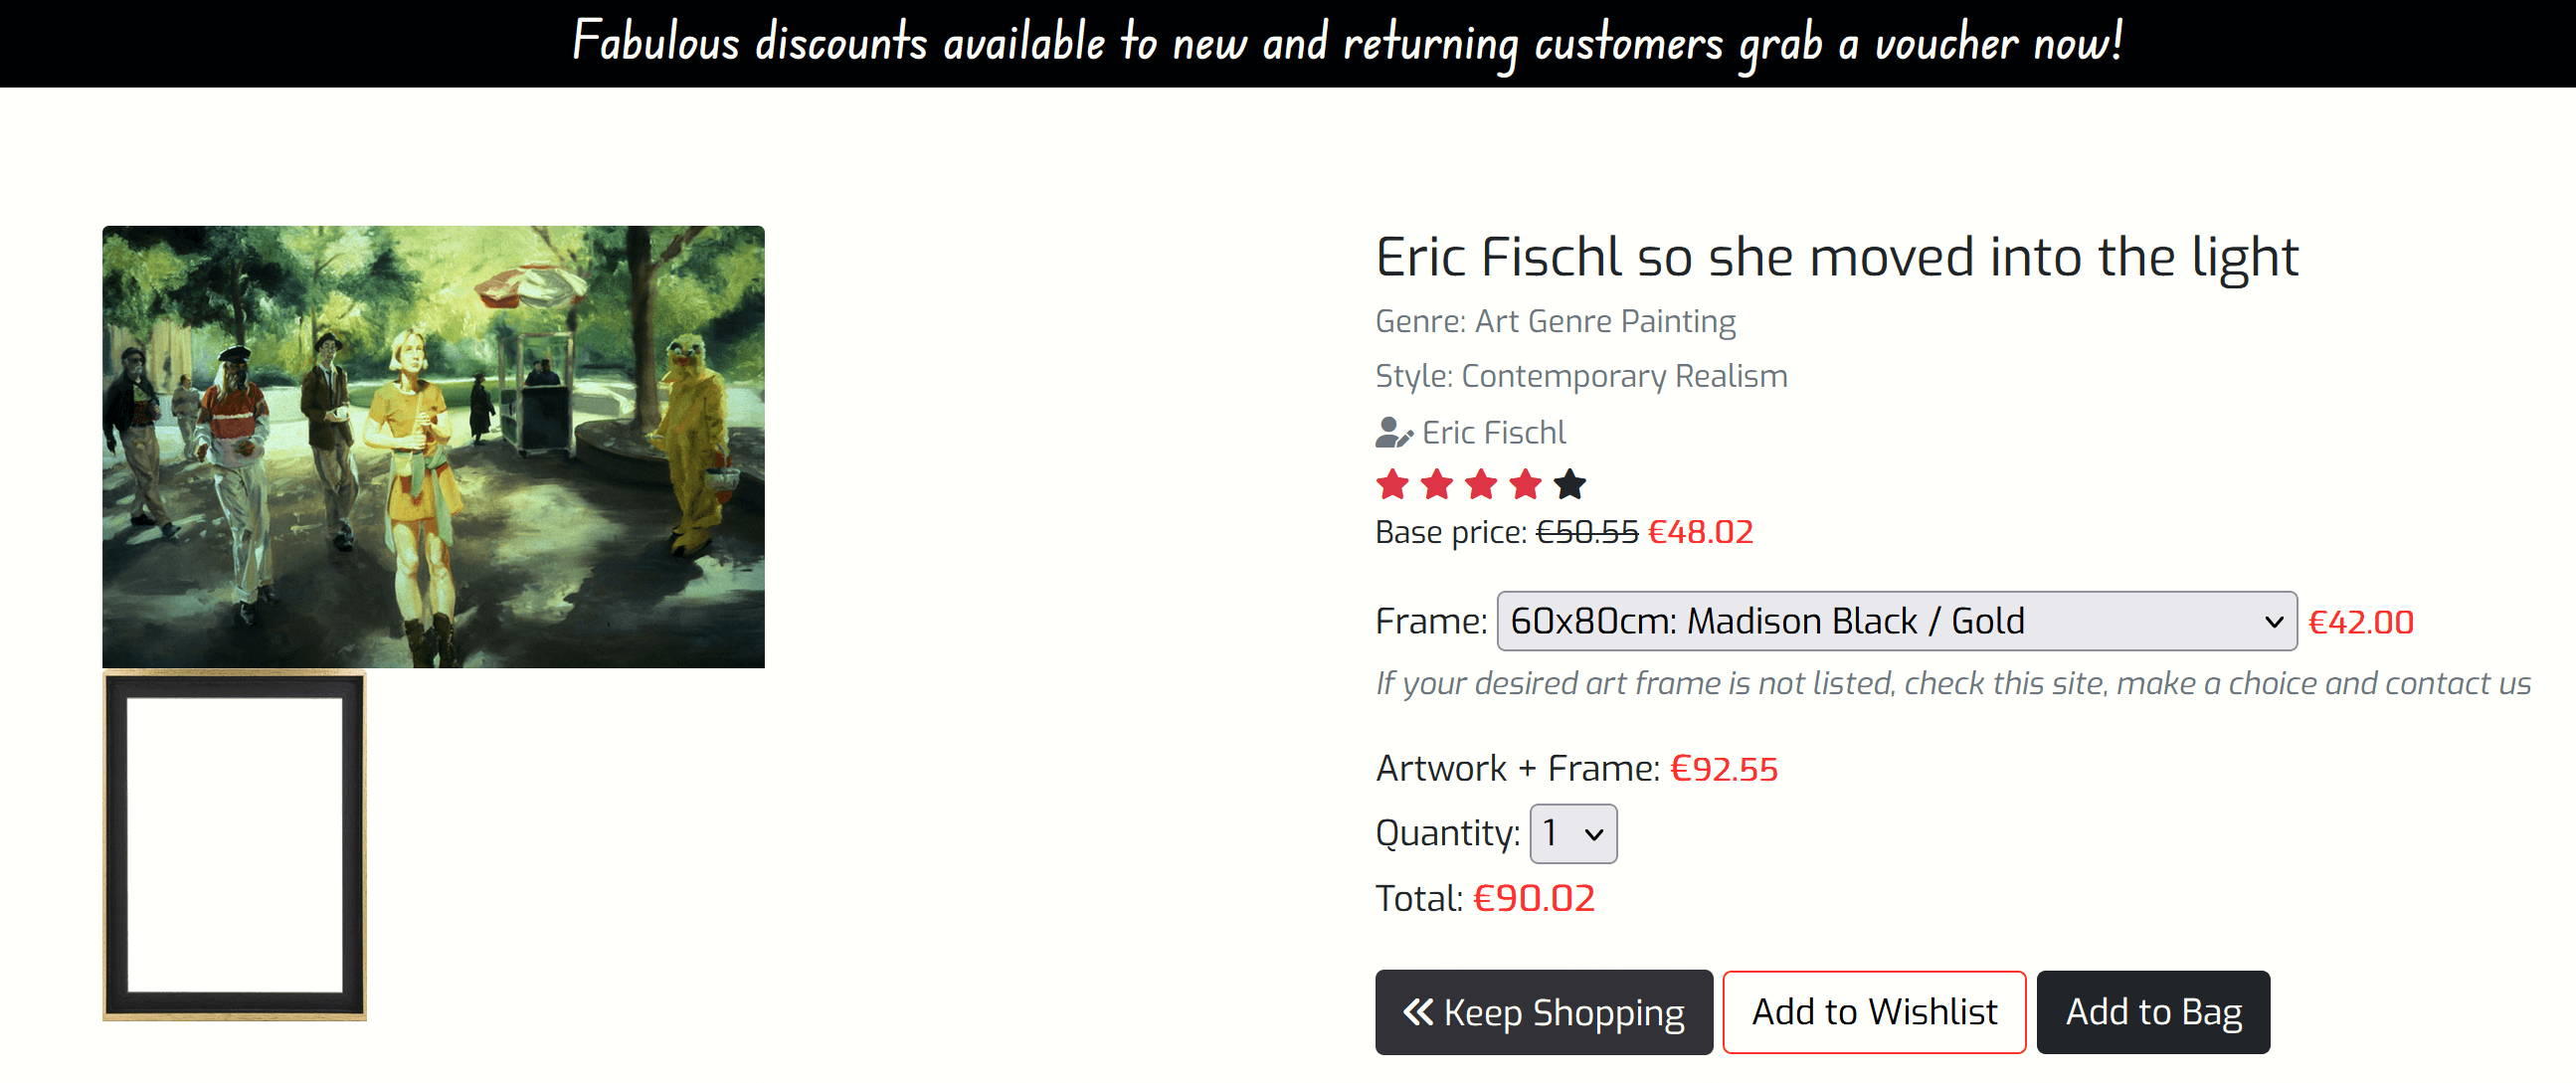 Fabulous discounts available to new and returning customers grab a voucher now!
Eric Fischl so she moved into the light
Genre: Art Genre Painting
Style: Contemporary Realism
Eric Fischl
Base price: €50.55 €48.02
Frame: 60x80cm: Madison Black / Gold €42.00
If your desired art frame is not listed, check this site, make a choice and contact us
Artwork + Frame: €92.55
Quantity: 1
Total: €90.02
Keep Shopping Add to Wishlist Add to Bag